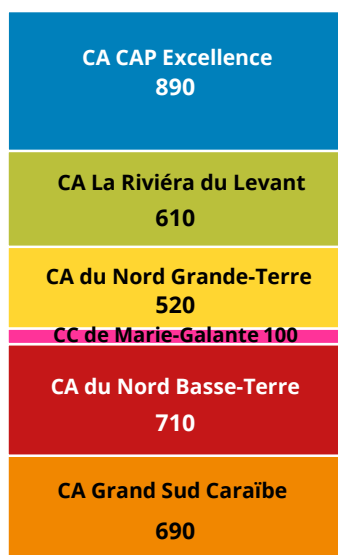 CA CAP Excellence
890
CA La Riviéra du Levant
610
CA du Nord Grande-Terre
520
CC de Marie-Galante 100
CA du Nord Basse-Terre
710
CA Grand Sud Caraïbe
690